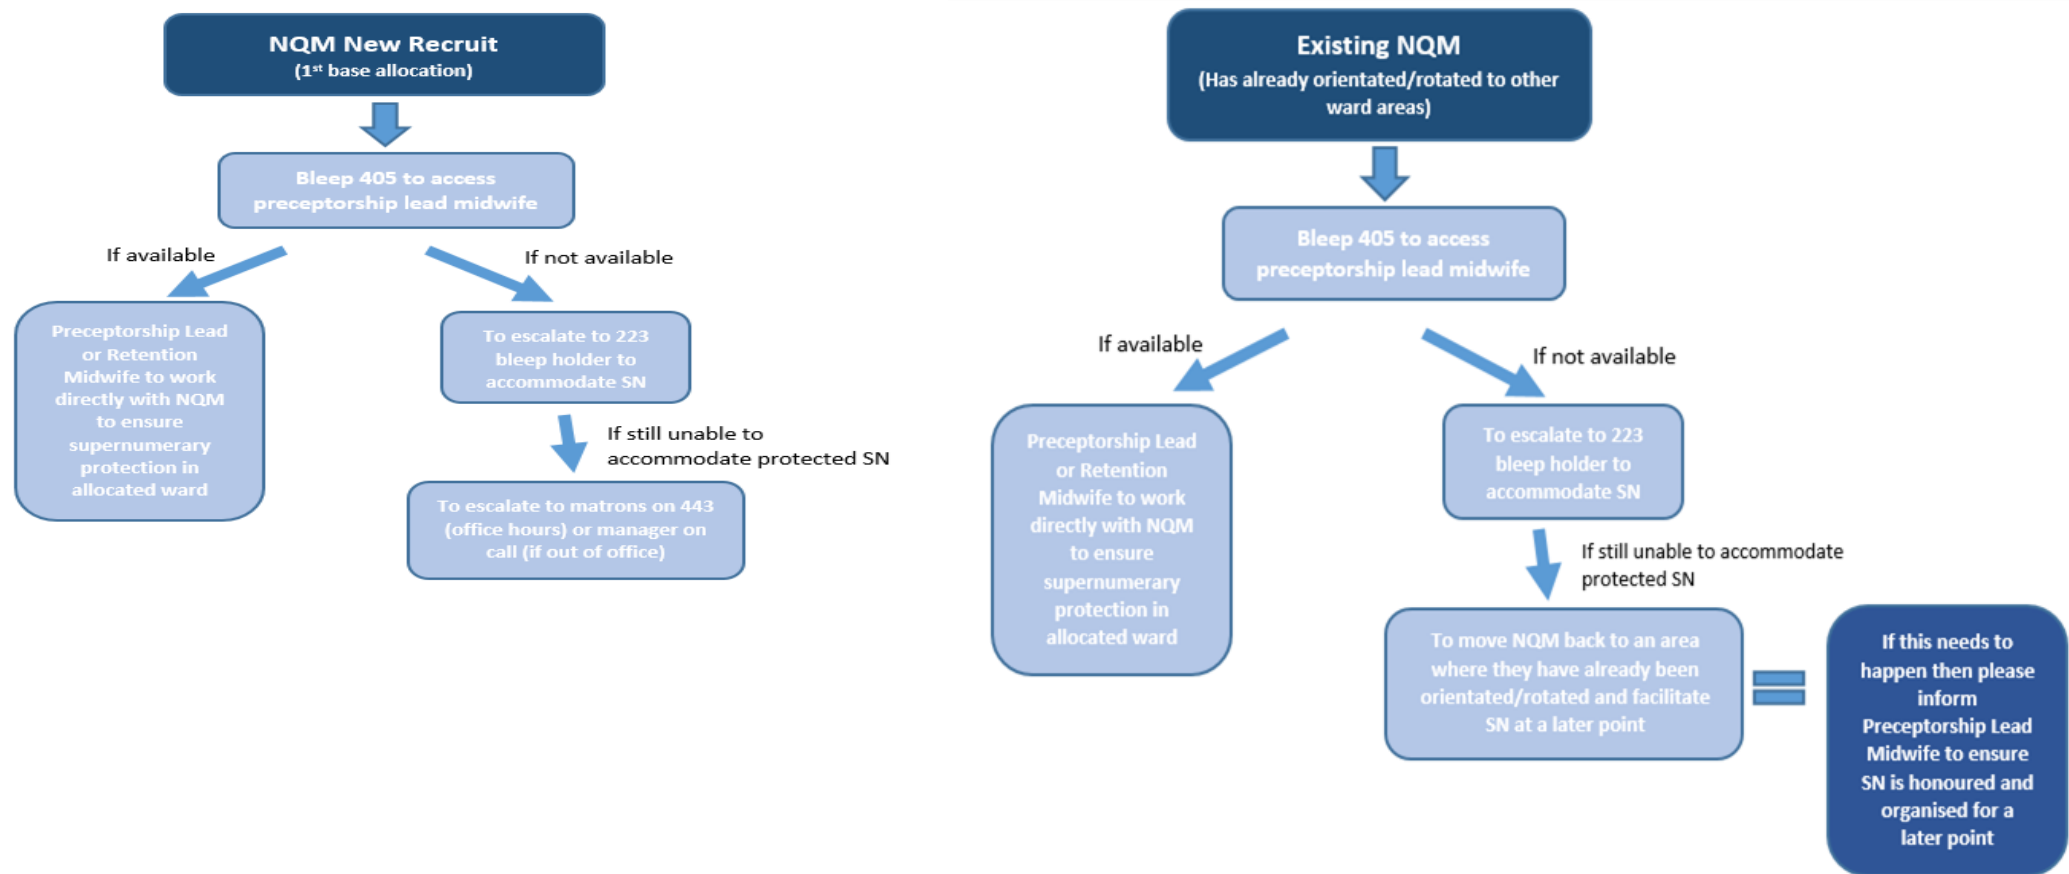 NQM New Recruit
(1st base allocation)
Bleep 405 to access
preceptorship lead midwife
If available
If not available
Preceptorship Lead
or Retention
Midwife to work
directly with NQM
to ensure
supernumerary
protection in
allocated ward
To escalate to 223
bleep holder to
accommodate SN
If still unable to
accommodate protected SN
To escalate to matrons on 443
(office hours) or manager on
call (if out of office)
Existing NQM
(Has already orientated/rotated to other
ward areas)
Bleep 405 to access
preceptorship lead midwife
If available
If not available
Preceptorship Lead
or Retention
Midwife to work
directly with NQM
to ensure
supernumerary
protection in
allocated ward
To escalate to 223
bleep holder to
accommodate SN
If still unable to accommodate
protected SN
To move NQM back to an area
where they have already been
orientated/rotated and facilitate
SN at a later point
If this needs to
happen then please
inform
Preceptorship Lead
Midwife to ensure
SN is honoured and
organised for a
later point